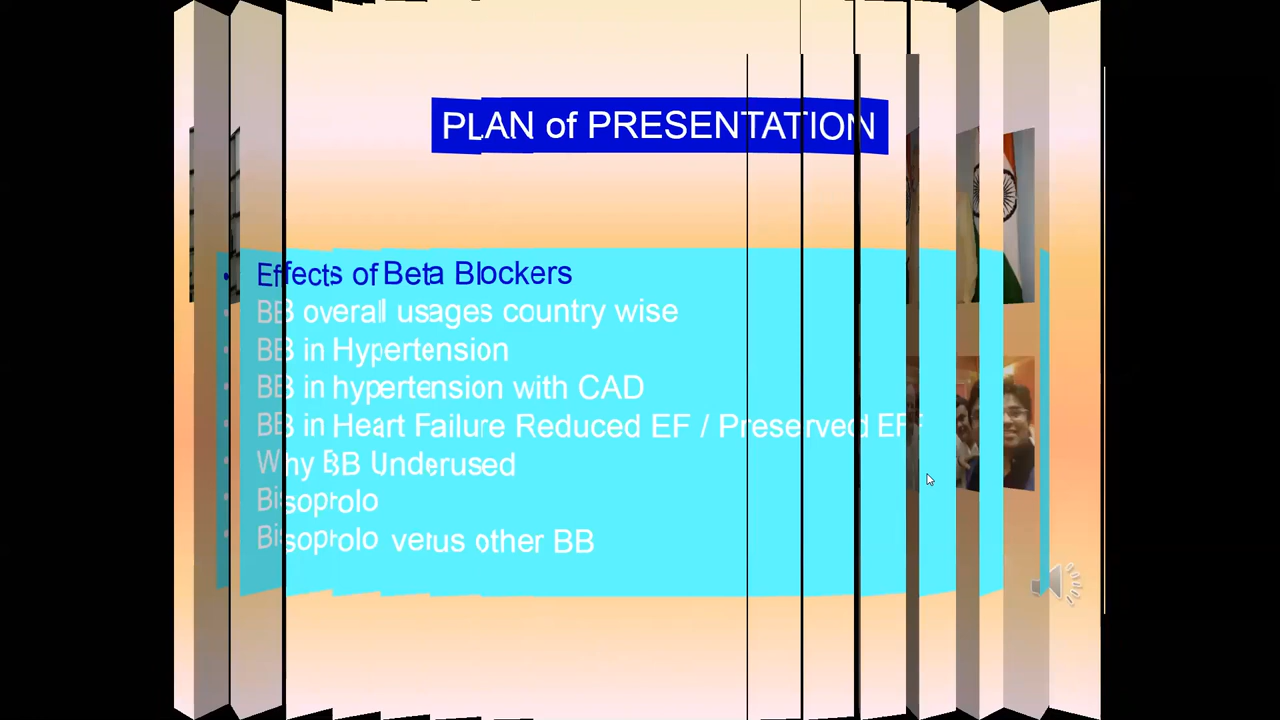 PLAN of PRESENTATION
• Effects of Beta Blockers
• BB overall usages country wise
• BB in Hypertension
• BB in hypertension with CAD
• BB in Heart Failure Reduced EF / Preserved EF
• Why BB Underused
• Bisoprolo
• Bisoprolo verus other BB